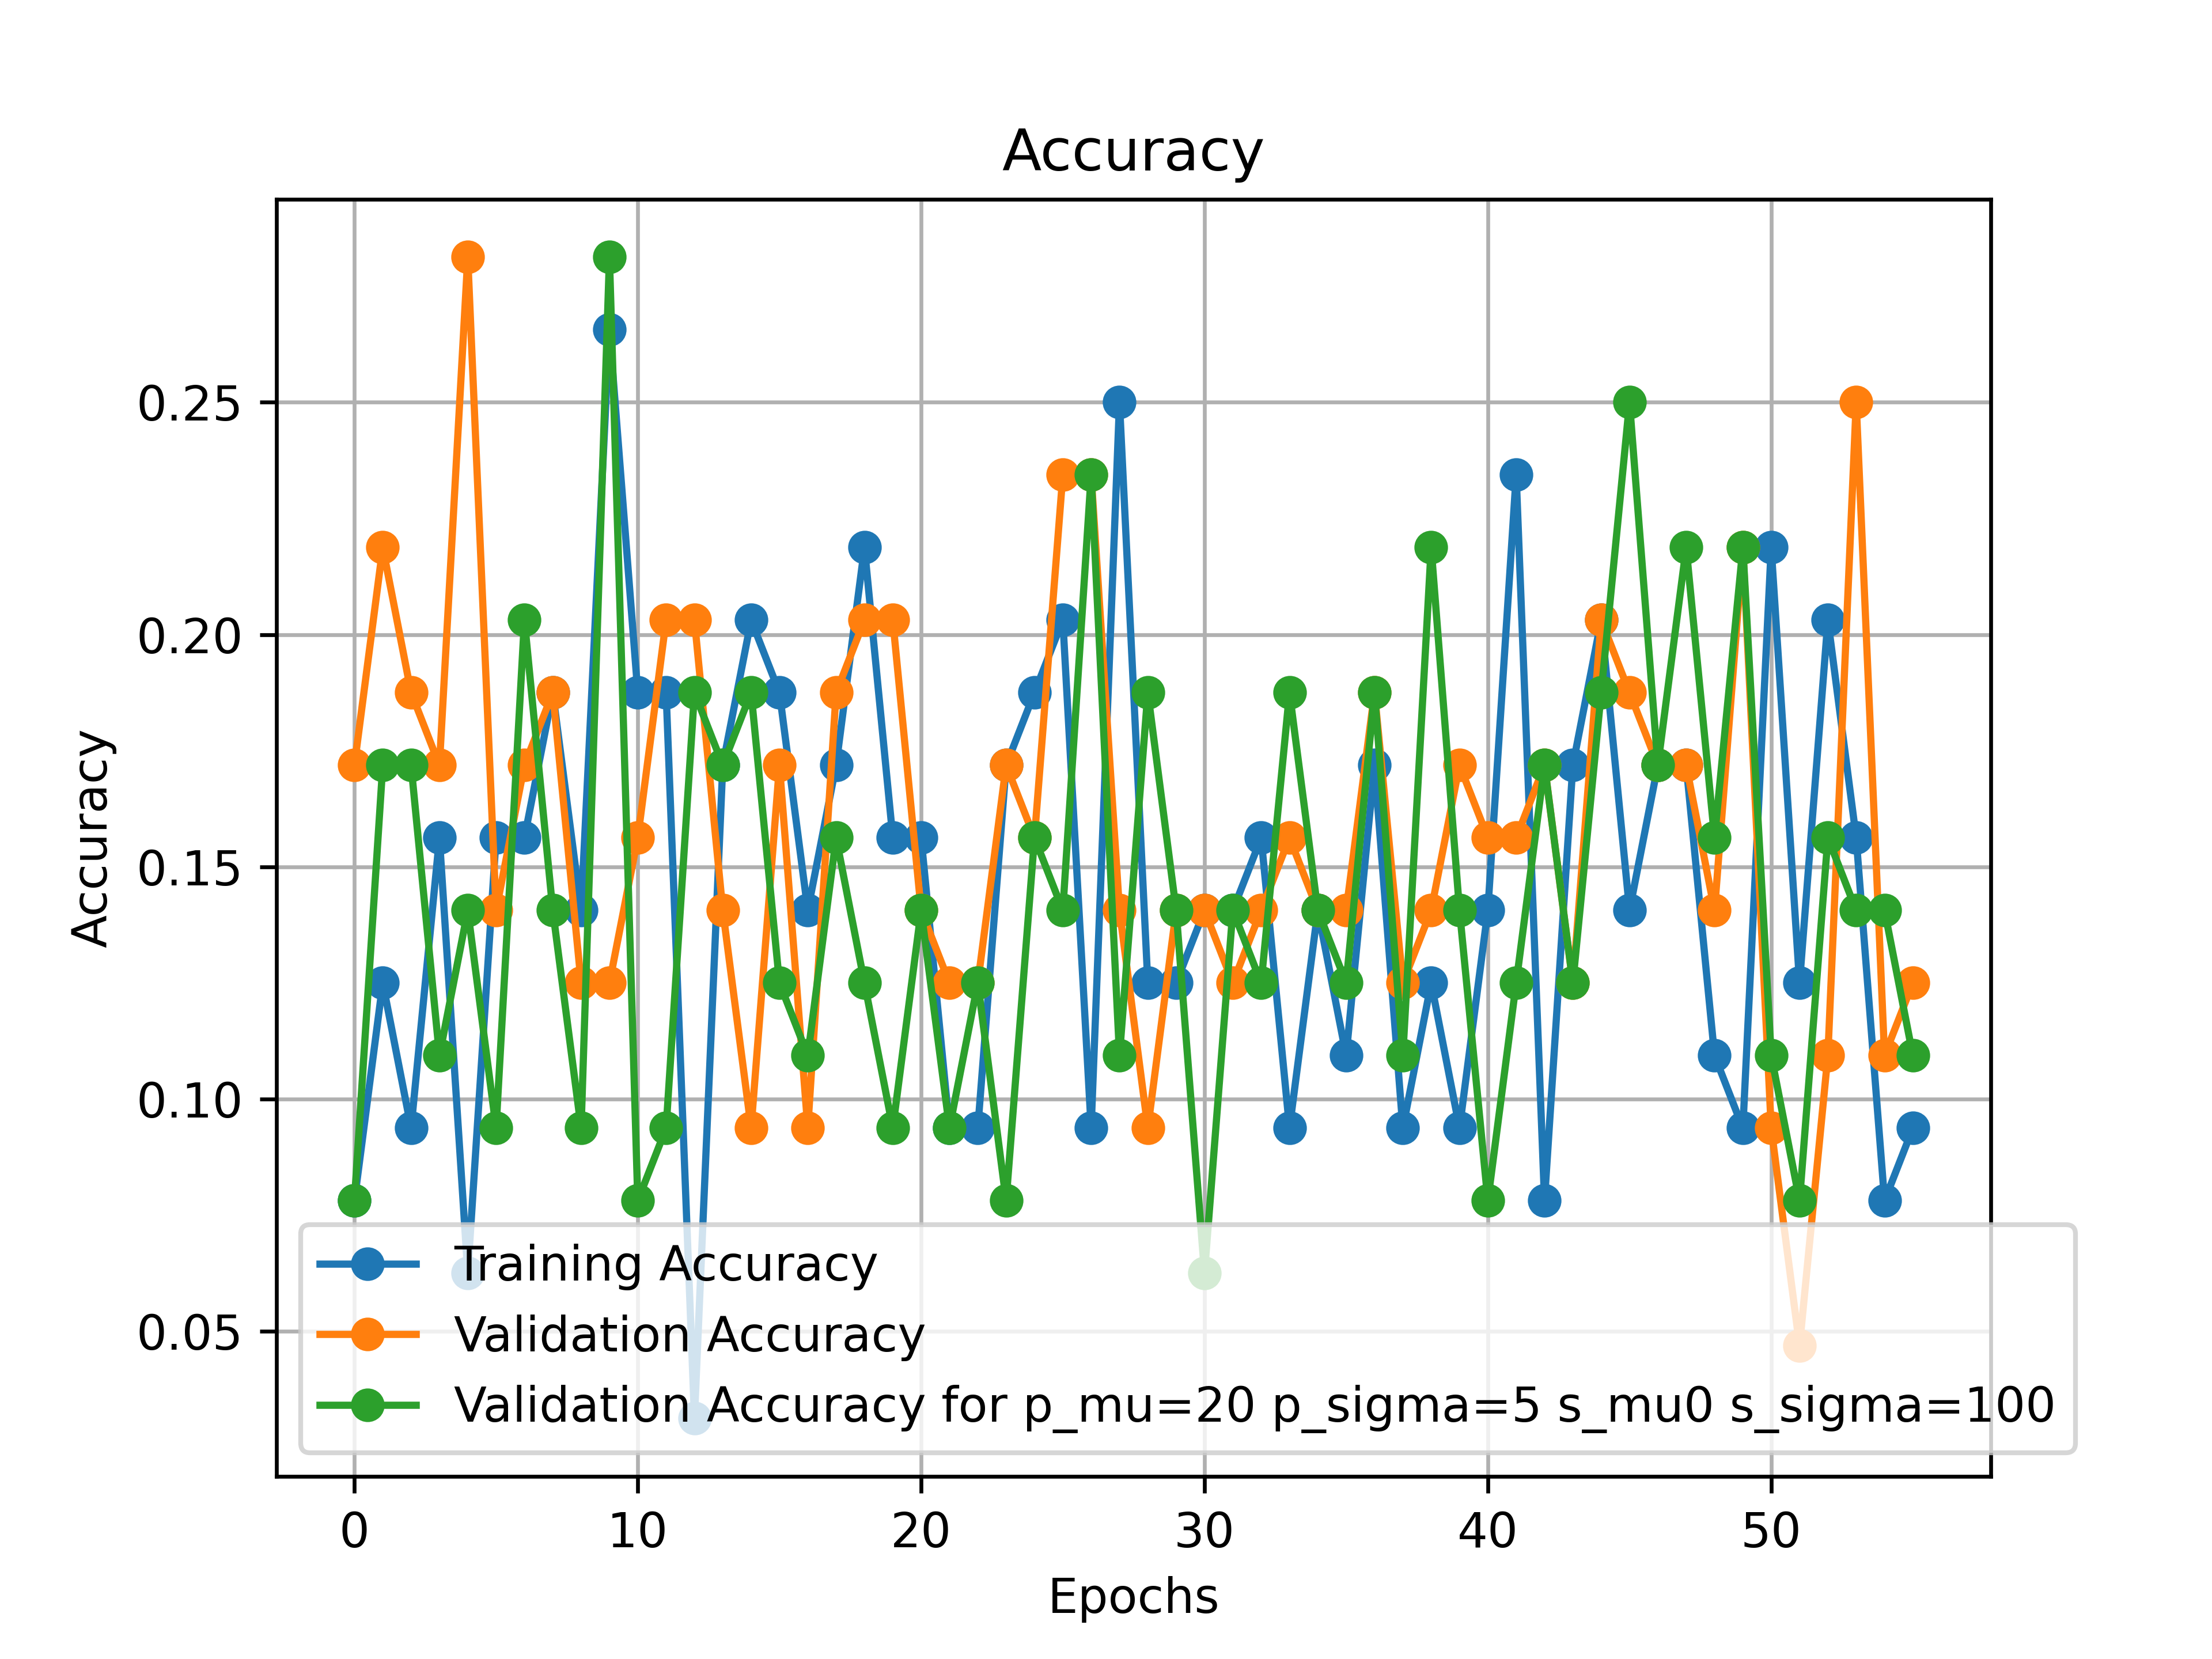 Accuracy
Accuracy
0.25
0.20
0.15
0.10
0.05
Training Accuracy
Validation Accuracy
Validation Accuracy for p_mu=20 p_sigma=5 s_mu0 s_sigma=100
0 10 20 30 40 50
Epochs